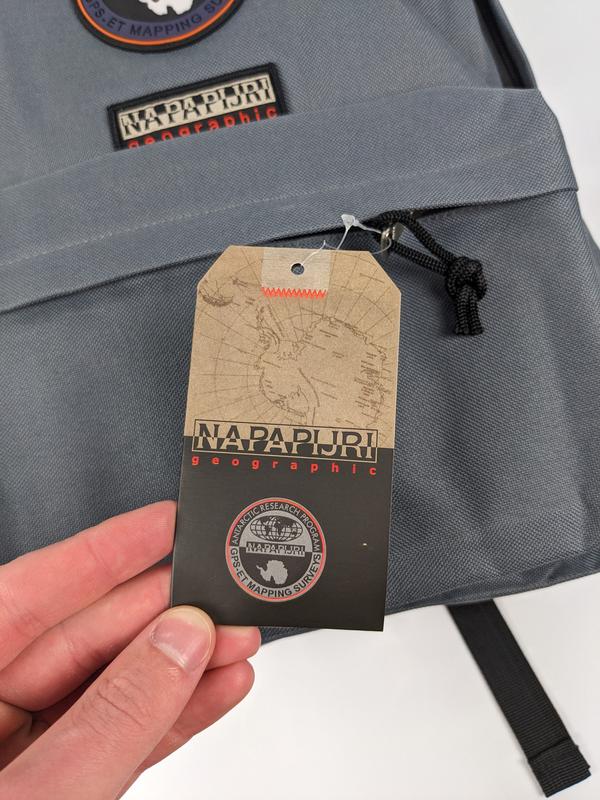 GPS-ET MAPPING SU
NAPAPIJRI
geographic
NAPAPIJRI
geographic
ANTARCTIC RESEARCH PROGRAM
NAPAPIJRI
GPS-ET MAPPING SURVEYS